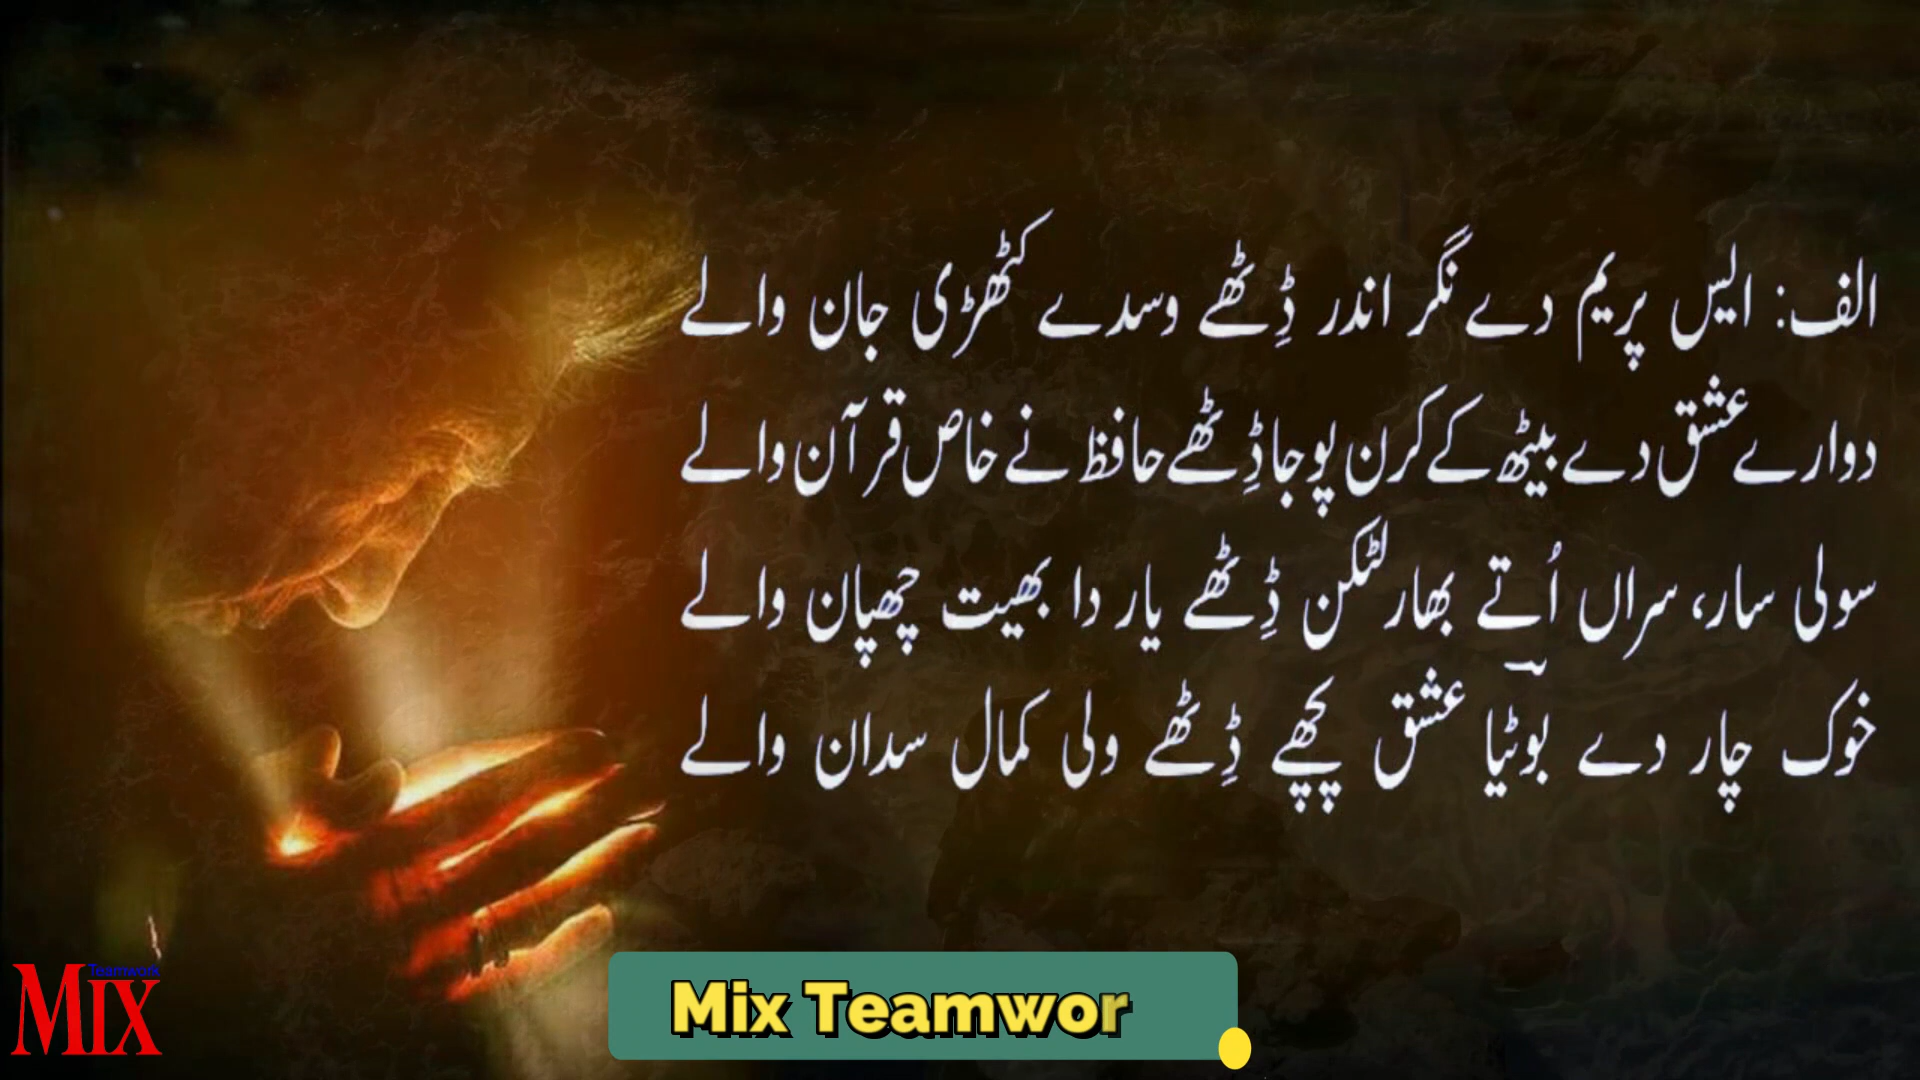 الف: ایس پریم دے نگر اندر ڈِٹھے وسدے کٹھڑی جان والے
دوارے عشق دے بیٹھ کے کرن پوجا ڈِٹھے حافظ نے خاص قرآن والے
سولی سار، سراں اُتے بھار لٹکن ڈِٹھے یار دا بھیت چھپان والے
خوک چار دے بوٹیا عشق پچھے ڈِٹھے ولی کمال سدان والے
Teamwork
MIX
Mix Teamwor